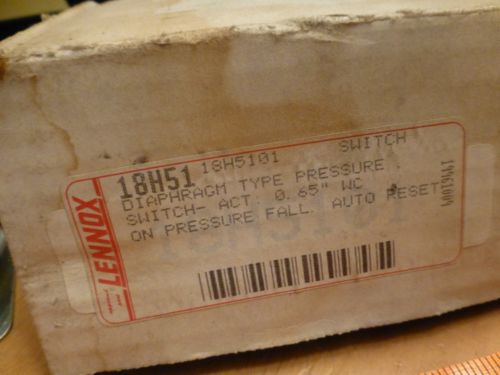 LENNOX
18H51 18H5101 SWITCH
DIAPHRAGM TYPE PRESSURE
SWITCH- ACT. 0.65" WC
ON PRESSURE FALL. AUTO RESET